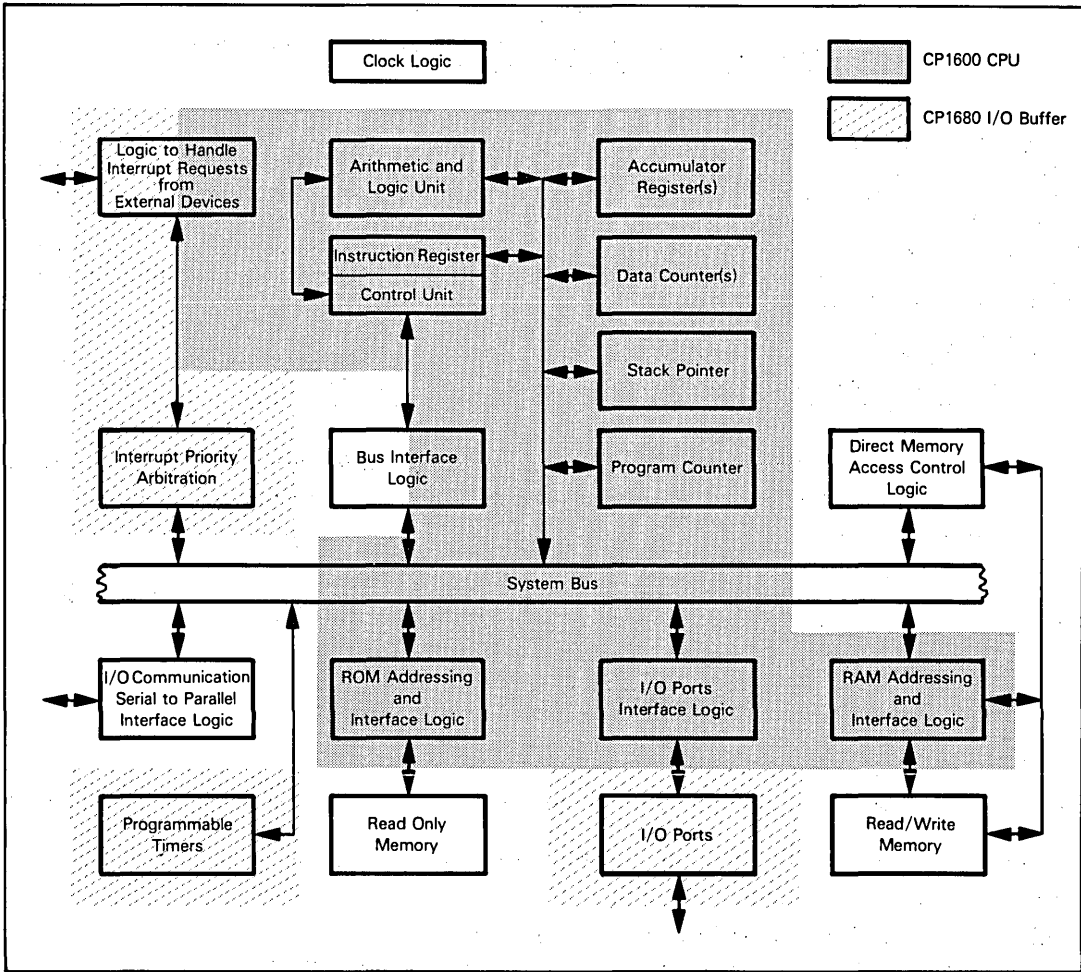 Clock Logic
CP1600 CPU
CP1680 I/O Buffer
Logic to Handle
Interrupt Requests
from
External Devices
Arithmetic and
Logic Unit
Accumulator
Register(s)
Instruction Register
Control Unit
Data Counter(s)
Stack Pointer
Interrupt Priority
Arbitration
Bus Interface
Logic
Program Counter
Direct Memory
Access Control
Logic
System Bus
I/O Communication
Serial to Parallel
Interface Logic
ROM Addressing
and
Interface Logic
I/O Ports
Interface Logic
RAM Addressing
and
Interface Logic
Programmable
Timers
Read Only
Memory
I/O Ports
Read/Write
Memory